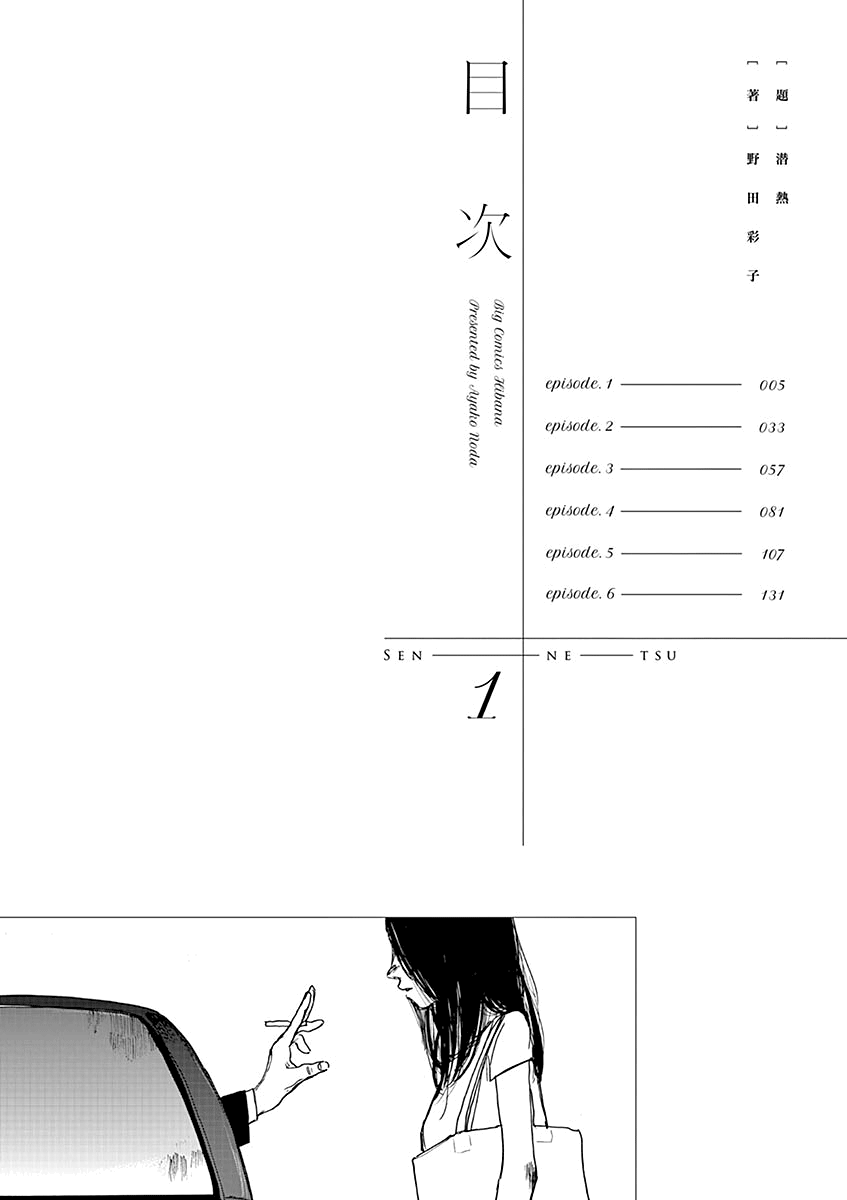 ［題］潜熱
［著］野田彩子
目次
Big Comics Hibana
Presented by Ayako Noda
episode. 1 005
episode. 2 033
episode. 3 057
episode. 4 081
episode. 5 107
episode. 6 131
SEN NE TSU
1